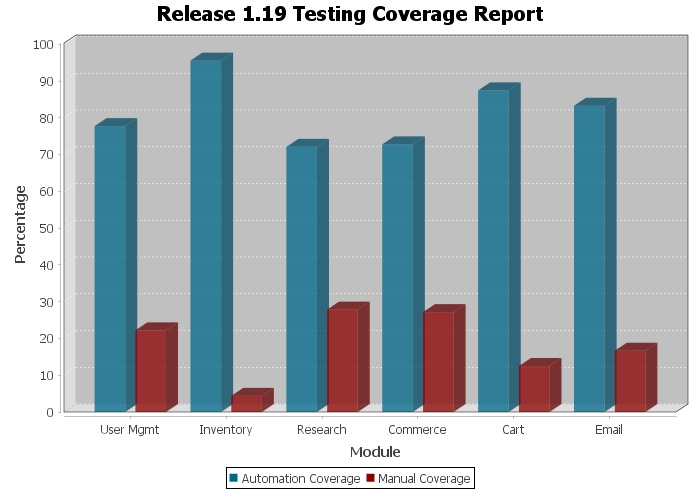 Release 1.19 Testing Coverage Report
100
90
80
70
60
50
40
30
20
10
0
Percentage
User Mgmt Inventory Research Commerce Cart Email
Module
Automation Coverage Manual Coverage